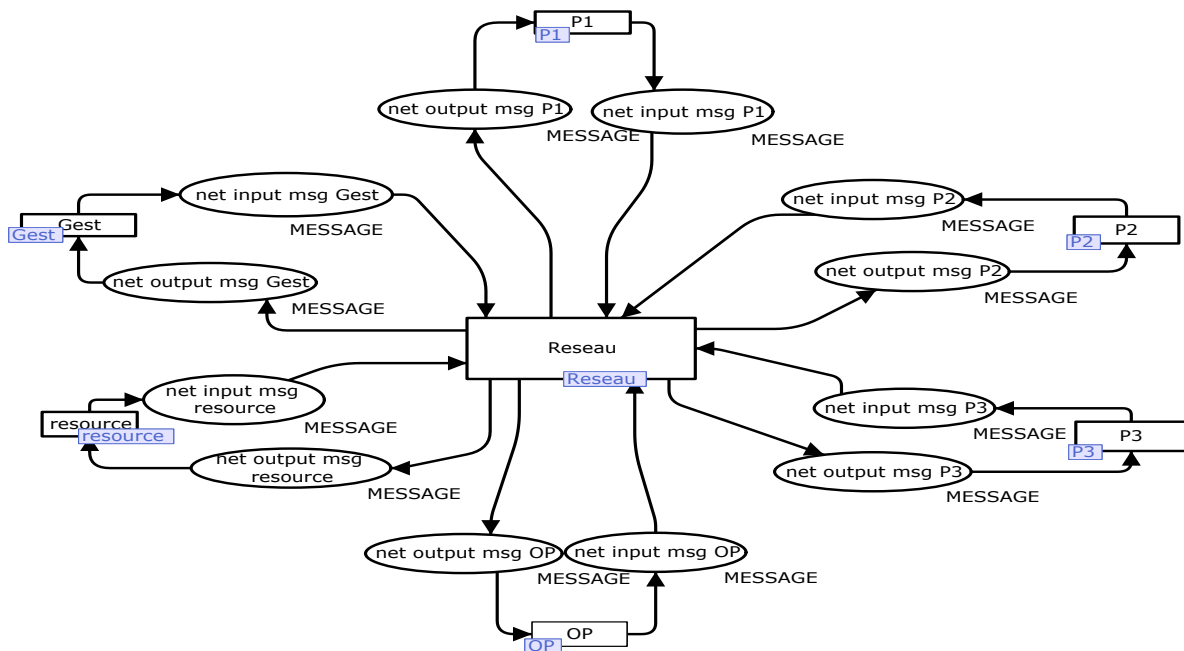 P1
P1
net output msg P1
MESSAGE
net input msg P1
MESSAGE
net input msg Gest
MESSAGE
Gest
Gest
net output msg Gest
MESSAGE
net input msg P2
MESSAGE
P2
P2
net output msg P2
MESSAGE
Reseau
Reseau
net input msg
resource
MESSAGE
resource
resource
net output msg
resource
MESSAGE
net input msg P3
MESSAGE
P3
P3
net output msg P3
MESSAGE
net output msg OP
MESSAGE
net input msg OP
MESSAGE
OP
OP